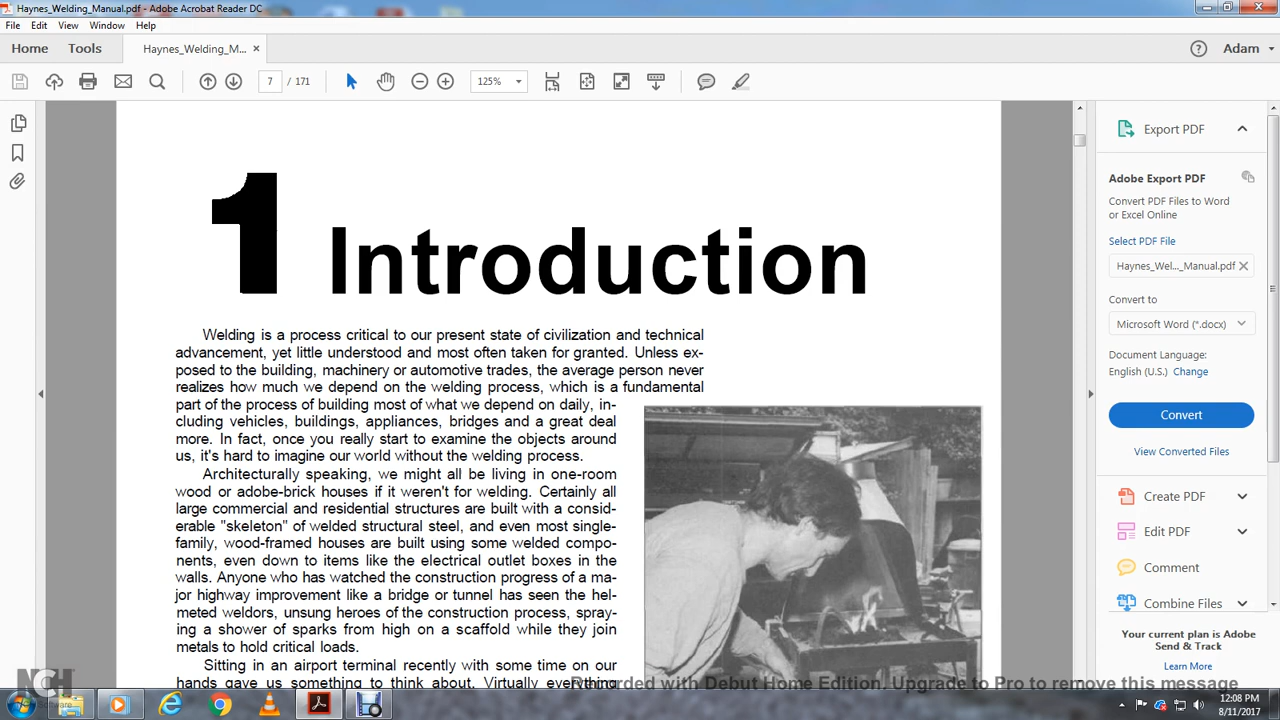 Haynes_Welding_Manual.pdf - Adobe Acrobat Reader DC
File Edit View Window Help
Home Tools Haynes_Welding_M... × Adam
7 / 171 125%
1 Introduction
Welding is a process critical to our present state of civilization and technical
advancement, yet little understood and most often taken for granted. Unless ex-
posed to the building, machinery or automotive trades, the average person never
realizes how much we depend on the welding process, which is a fundamental
part of the process of building most of what we depend on daily, in-
cluding vehicles, buildings, appliances, bridges and a great deal
more. In fact, once you really start to examine the objects around
us, it's hard to imagine our world without the welding process.
Architecturally speaking, we might all be living in one-room
wood or adobe-brick houses if it weren't for welding. Certainly all
large commercial and residential structures are built with a consid-
erable "skeleton" of welded structural steel, and even most single-
family, wood-framed houses are built using some welded compo-
nents, even down to items like the electrical outlet boxes in the
walls. Anyone who has watched the construction progress of a ma-
jor highway improvement like a bridge or tunnel has seen the hel-
meted weldors, unsung heroes of the construction process, spray-
ing a shower of sparks from high on a scaffold while they join
metals to hold critical loads.
Sitting in an airport terminal recently with some time on our
hands gave us something to think about. Virtually everything
Export PDF
Adobe Export PDF
Convert PDF Files to Word
or Excel Online
Select PDF File
Haynes_Wel..._Manual.pdf
Convert to
Microsoft Word (*.docx)
Document Language:
English (U.S.) Change
Convert
View Converted Files
Create PDF
Edit PDF
Comment
Combine Files
Your current plan is Adobe
Send & Track
Learn More
NCH
Software
Recorded with Debut Home Edition. Upgrade to Pro to remove this message
12:08 PM
8/11/2017